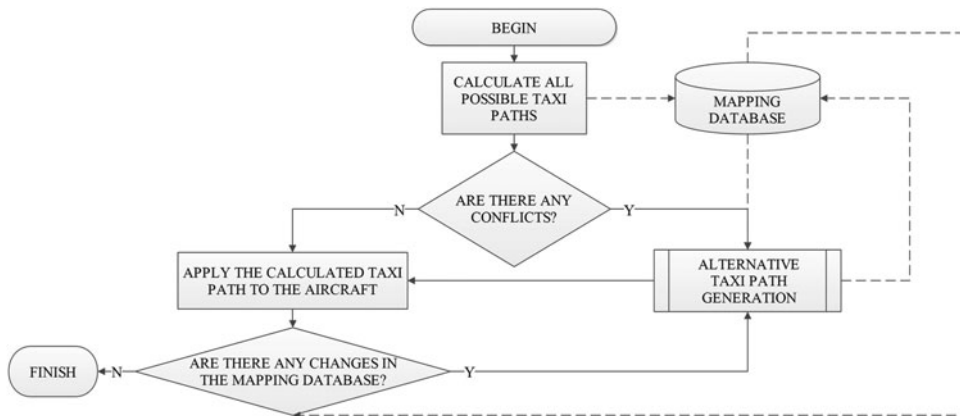 BEGIN
CALCULATE ALL
POSSIBLE TAXI
PATHS
MAPPING
DATABASE
ARE THERE ANY
CONFLICTS?
N
Y
APPLY THE CALCULATED TAXI
PATH TO THE AIRCRAFT
ALTERNATIVE
TAXI PATH
GENERATION
ARE THERE ANY CHANGES IN
THE MAPPING DATABASE?
FINISH
N
Y